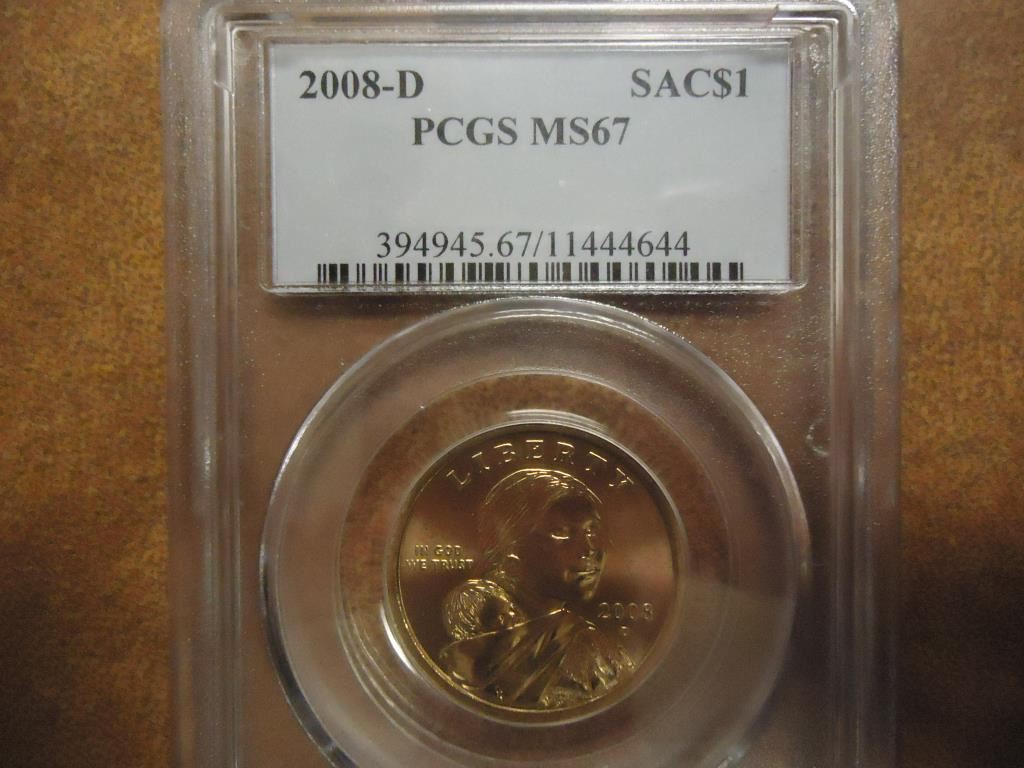 2008-D SAC$1
PCGS MS67
394945.67/11444644
LIBERTY
IN GOD
WE TRUST
2008
D